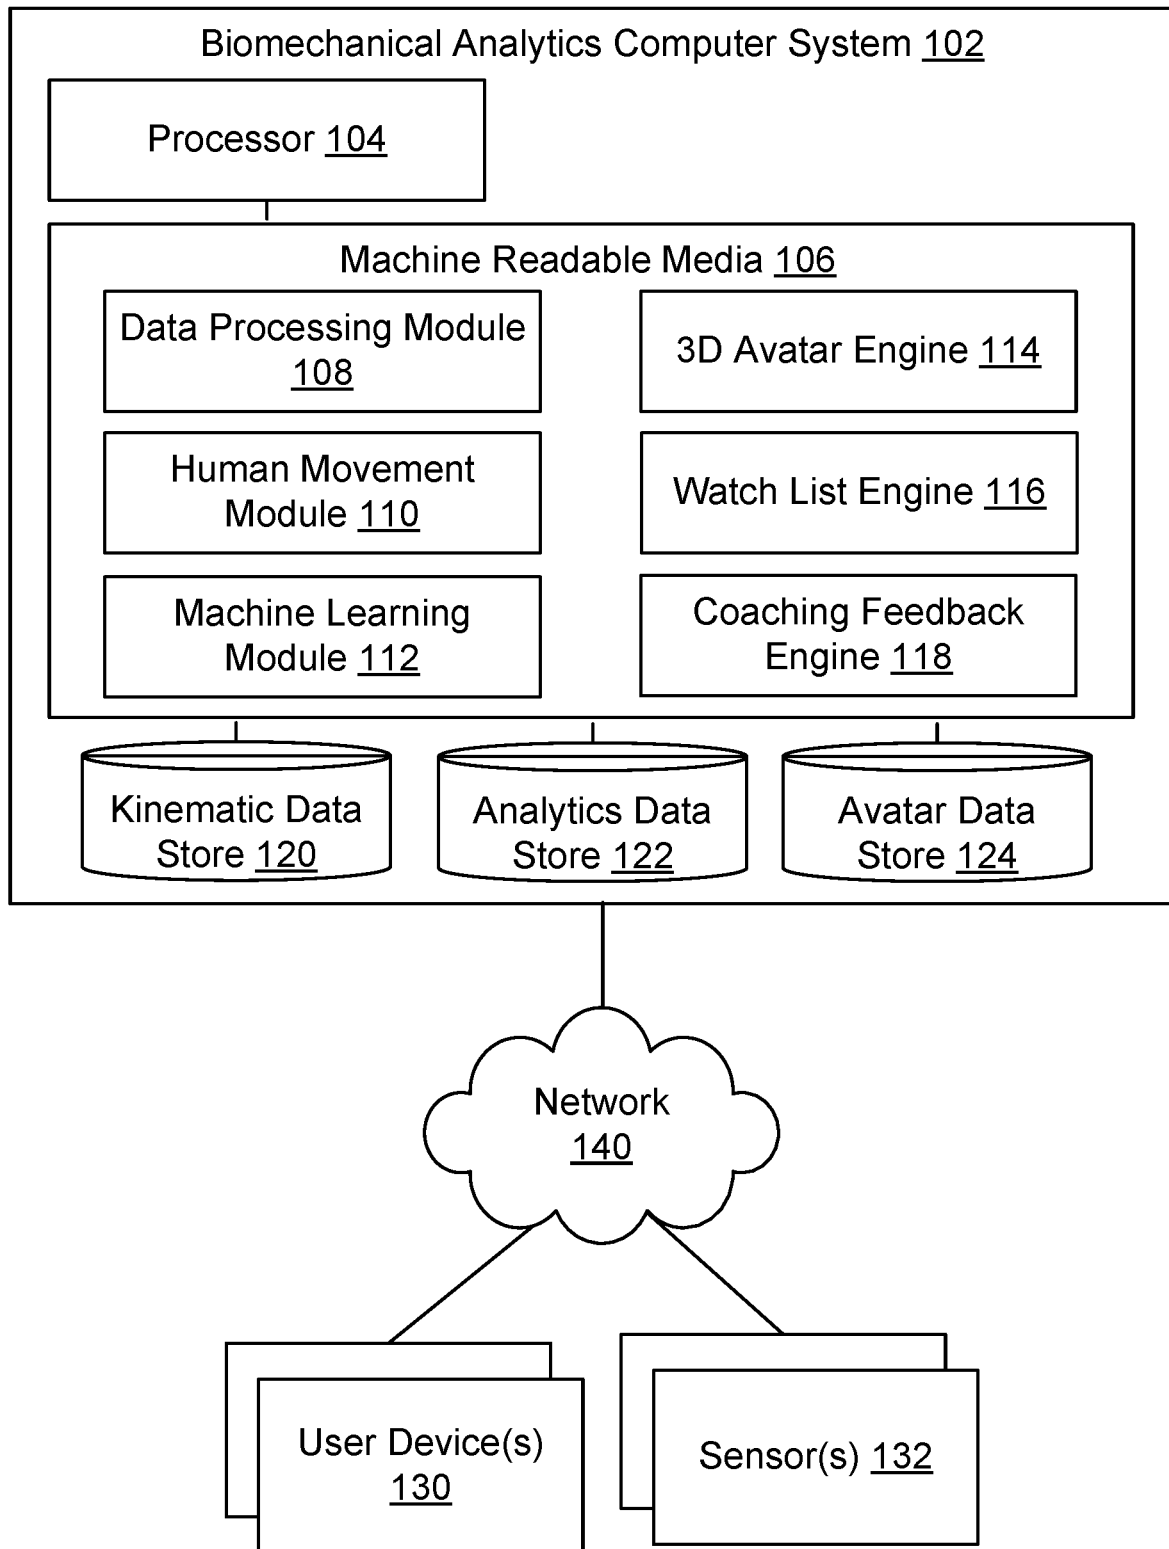 Biomechanical Analytics Computer System 102
Processor 104
Machine Readable Media 106
Data Processing Module
108
3D Avatar Engine 114
Human Movement
Module 110
Watch List Engine 116
Machine Learning
Module 112
Coaching Feedback
Engine 118
Kinematic Data
Store 120
Analytics Data
Store 122
Avatar Data
Store 124
Network
140
User Device(s)
130
Sensor(s) 132